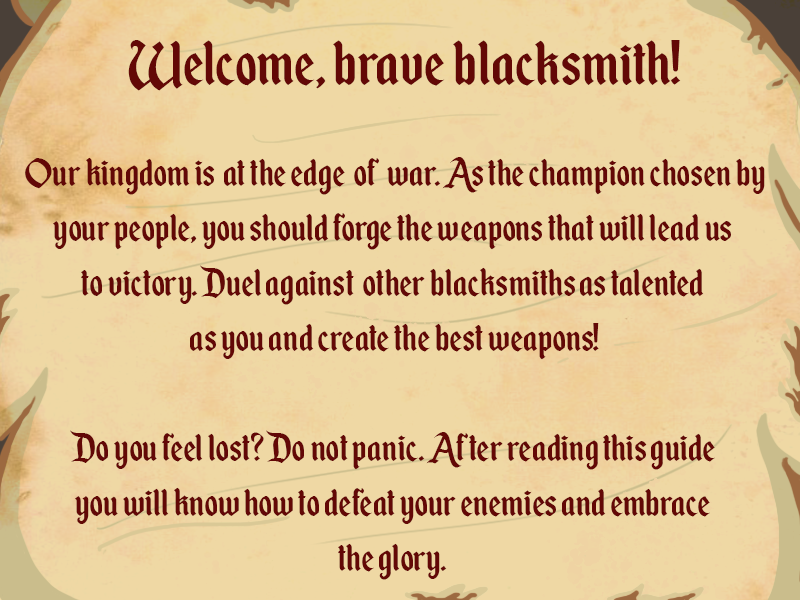 Welcome, brave blacksmith!
Our kingdom is at the edge of war. As the champion chosen by
your people, you should forge the weapons that will lead us
to victory. Duel against other blacksmiths as talented
as you and create the best weapons!
Do you feel lost? Do not panic. After reading this guide
you will know how to defeat your enemies and embrace
the glory.